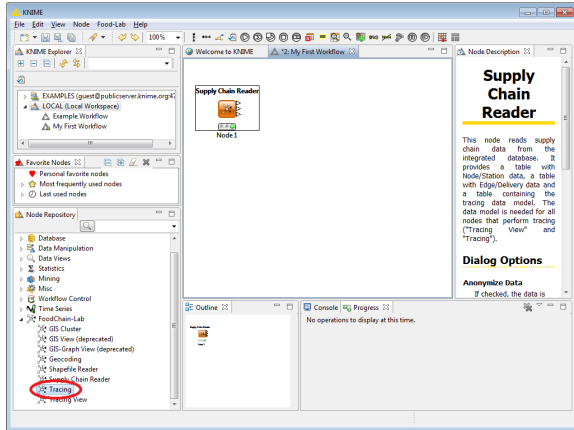 KNIME
File Edit View Node Food-Lab Help
100%
KNIME Explorer
EXAMPLES (guest@publicserver.knime.org:47
LOCAL (Local Workspace)
Example Workflow
My First Workflow
Favorite Nodes
Personal favorite nodes
Most frequently used nodes
Last used nodes
Node Repository
Database
Data Manipulation
Data Views
Statistics
Mining
Misc
Workflow Control
Time Series
FoodChain-Lab
GIS Cluster
GIS View (deprecated)
GIS-Graph View (deprecated)
Geocoding
Shapefile Reader
Supply Chain Reader
Tracing
Tracing View
Welcome to KNIME
*2: My First Workflow
Supply Chain Reader
Node 1
Outline
Console
Progress
No operations to display at this time.
Node Description
Supply
Chain
Reader
This node reads supply
chain data from the
integrated database. It
provides a table with
Node/Station data, a table
with Edge/Delivery data and
a table containing the
tracing data model. The
data model is needed for all
nodes that perform tracing
("Tracing View" and
"Tracing").
Dialog Options
Anonymize Data
If checked, the data is